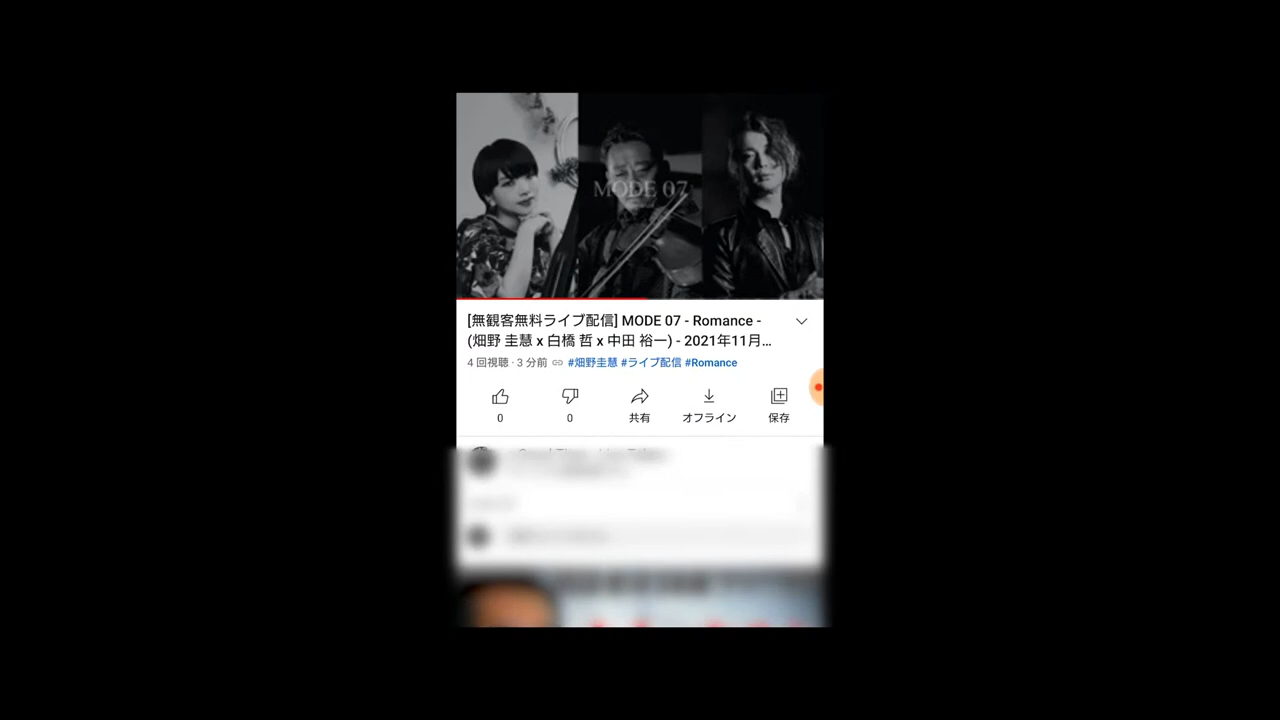 MODE 07
[無観客無料ライブ配信] MODE 07 - Romance -
(畑野 圭慧 x 白橋 哲 x 中田 裕一) - 2021年11月...
4 回視聴 · 3 分前 #畑野圭慧 #ライブ配信 #Romance
0 0 共有 オフライン 保存